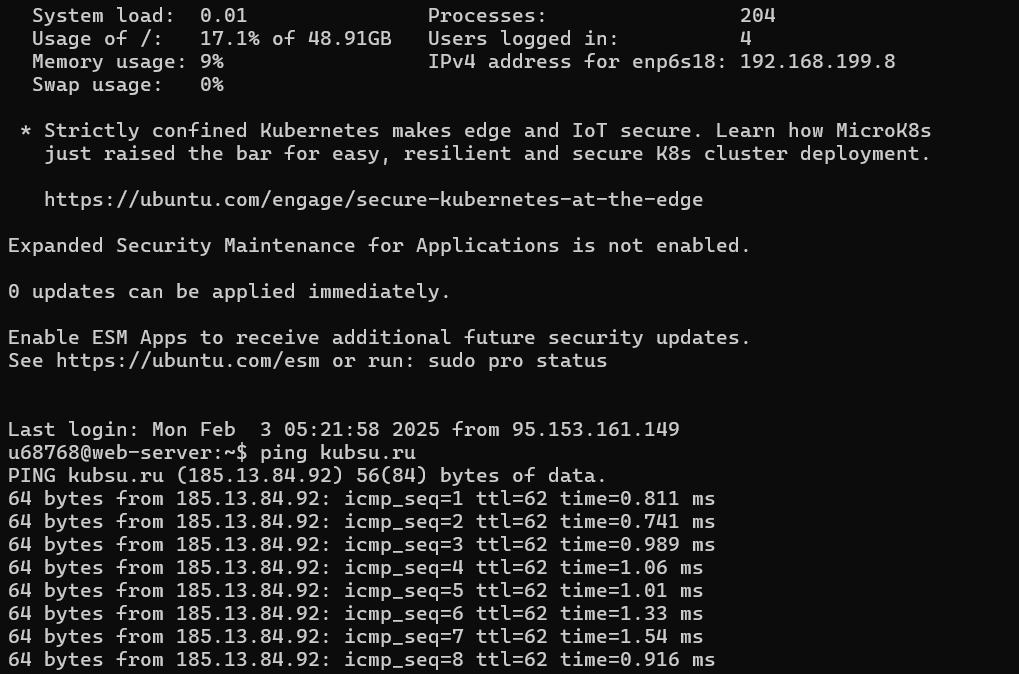 System load:  0.01               Processes:                204
Usage of /:   17.1% of 48.91GB   Users logged in:          4
Memory usage: 9%                 IPv4 address for enp6s18: 192.168.199.8
Swap usage:   0%
* Strictly confined Kubernetes makes edge and IoT secure. Learn how MicroK8s
just raised the bar for easy, resilient and secure K8s cluster deployment.
https://ubuntu.com/engage/secure-kubernetes-at-the-edge
Expanded Security Maintenance for Applications is not enabled.
0 updates can be applied immediately.
Enable ESM Apps to receive additional future security updates.
See https://ubuntu.com/esm or run: sudo pro status
Last login: Mon Feb  3 05:21:58 2025 from 95.153.161.149
u68768@web-server:~$ ping kubsu.ru
PING kubsu.ru (185.13.84.92) 56(84) bytes of data.
64 bytes from 185.13.84.92: icmp_seq=1 ttl=62 time=0.811 ms
64 bytes from 185.13.84.92: icmp_seq=2 ttl=62 time=0.741 ms
64 bytes from 185.13.84.92: icmp_seq=3 ttl=62 time=0.989 ms
64 bytes from 185.13.84.92: icmp_seq=4 ttl=62 time=1.06 ms
64 bytes from 185.13.84.92: icmp_seq=5 ttl=62 time=1.01 ms
64 bytes from 185.13.84.92: icmp_seq=6 ttl=62 time=1.33 ms
64 bytes from 185.13.84.92: icmp_seq=7 ttl=62 time=1.54 ms
64 bytes from 185.13.84.92: icmp_seq=8 ttl=62 time=0.916 ms